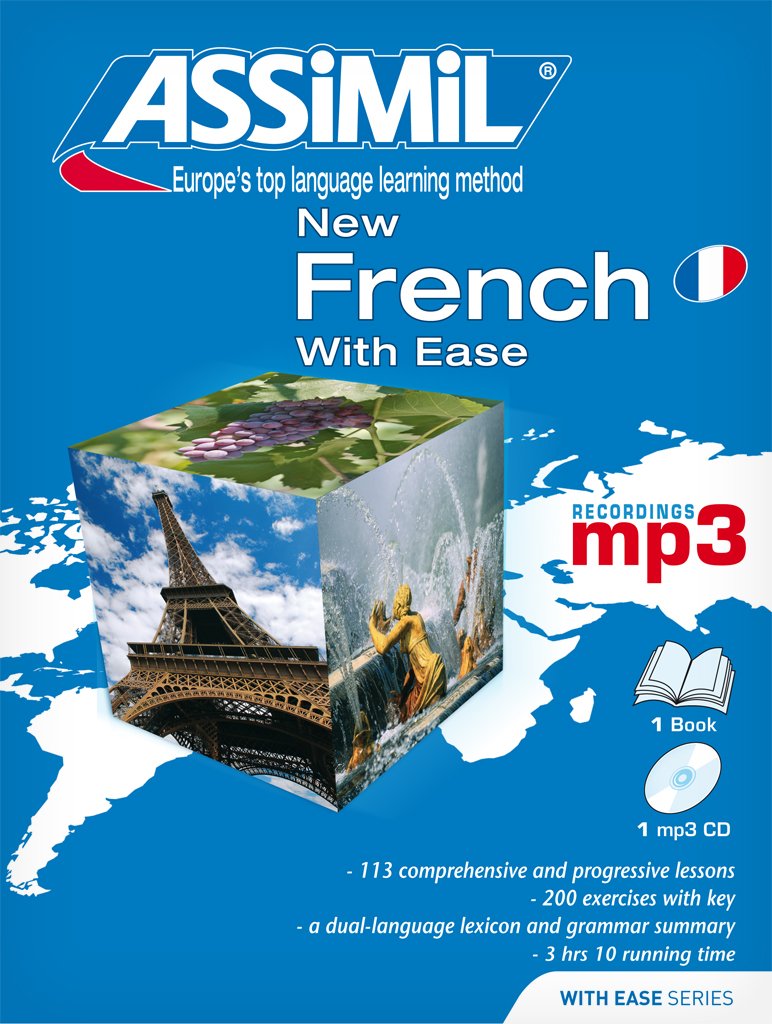 ASSiMiL®
Europe's top language learning method
New
French
With Ease
RECORDINGS
mp3
1 Book
1 mp3 CD
- 113 comprehensive and progressive lessons
- 200 exercises with key
- a dual-language lexicon and grammar summary
- 3 hrs 10 running time
WITH EASE SERIES